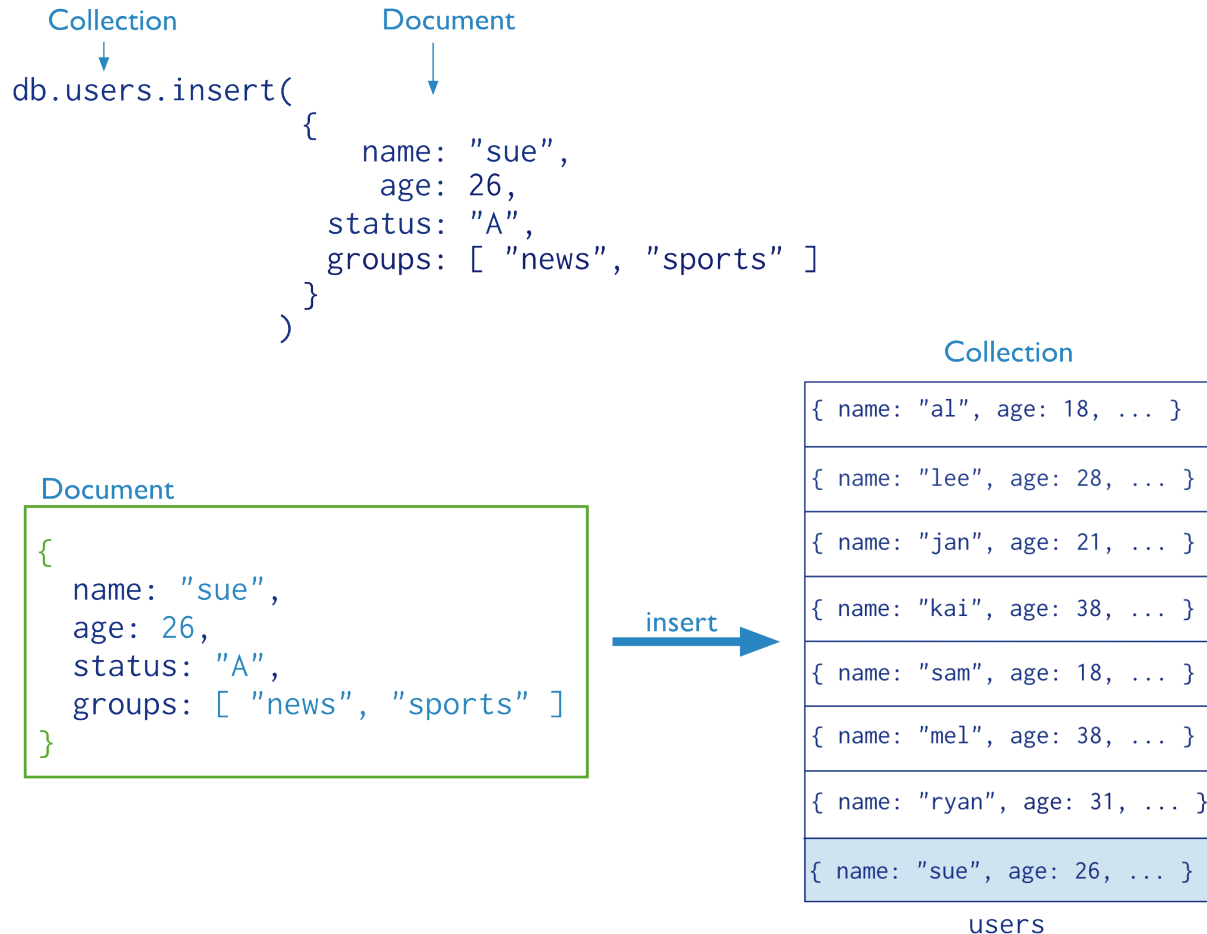 Collection
Document
db.users.insert(
{
name: "sue",
age: 26,
status: "A",
groups: [ "news", "sports" ]
}
)
Document
{
name: "sue",
age: 26,
status: "A",
groups: [ "news", "sports" ]
}
insert
Collection
{ name: "al", age: 18, ... }
{ name: "lee", age: 28, ... }
{ name: "jan", age: 21, ... }
{ name: "kai", age: 38, ... }
{ name: "sam", age: 18, ... }
{ name: "mel", age: 38, ... }
{ name: "ryan", age: 31, ... }
{ name: "sue", age: 26, ... }
users